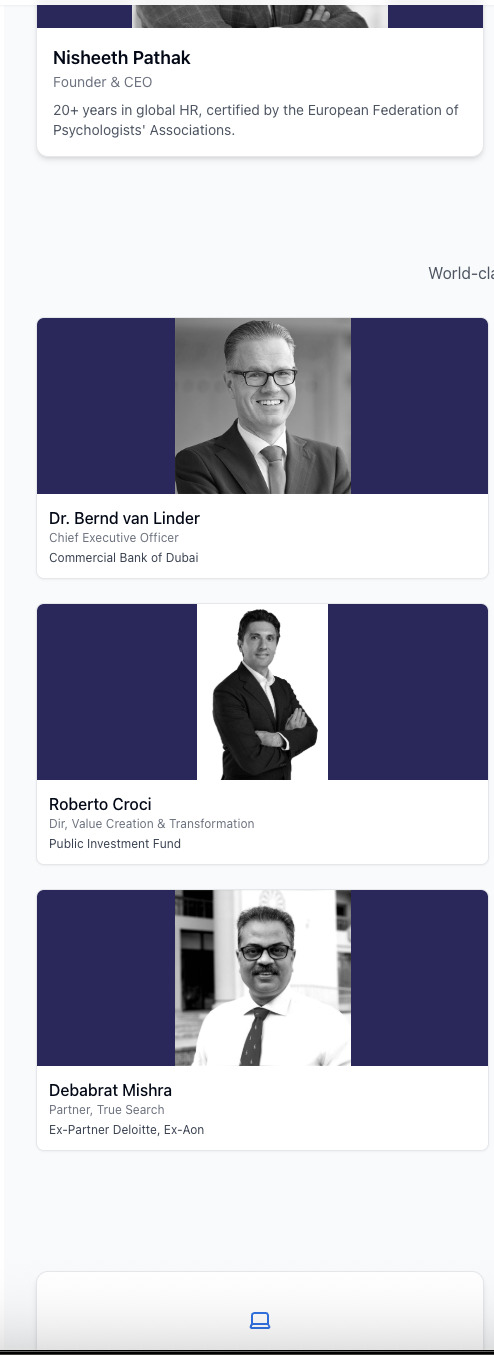 Nisheeth Pathak
Founder & CEO
20+ years in global HR, certified by the European Federation of
Psychologists' Associations.
World-cla
Dr. Bernd van Linder
Chief Executive Officer
Commercial Bank of Dubai
Roberto Croci
Dir, Value Creation & Transformation
Public Investment Fund
Debabrat Mishra
Partner, True Search
Ex-Partner Deloitte, Ex-Aon